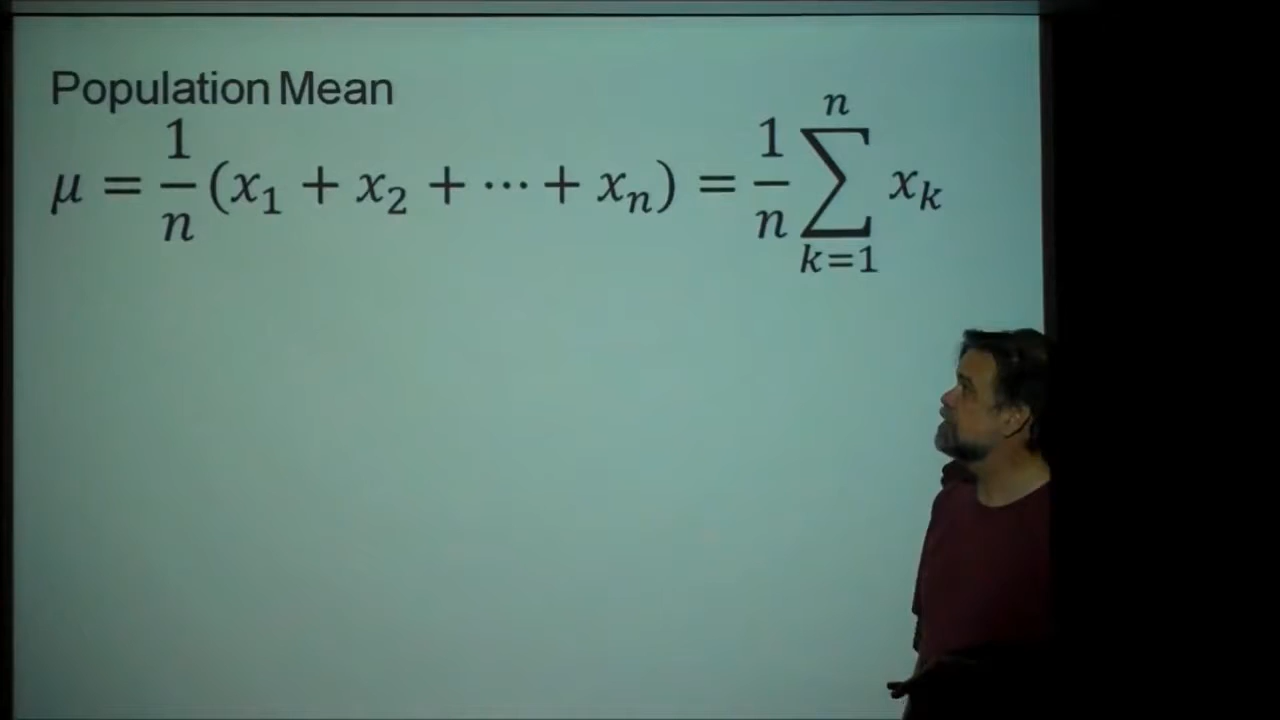 Population Mean
μ = 1/n (x₁ + x₂ + ⋯ + xₙ) = 1/n ∑ₖ₌₁ⁿ xₖ